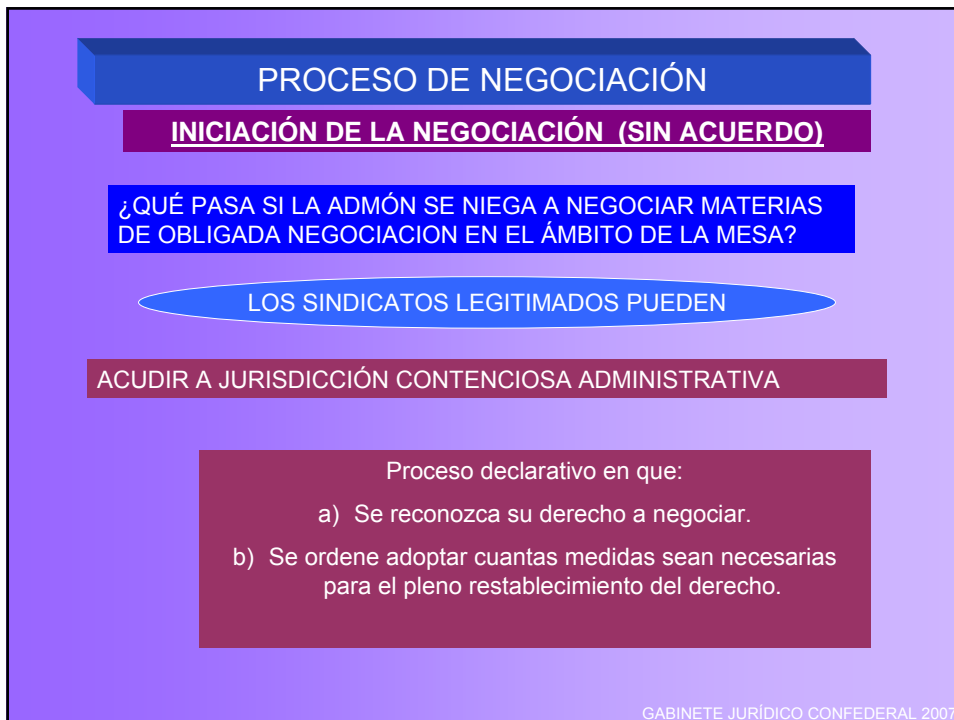 PROCESO DE NEGOCIACIÓN
INICIACIÓN DE LA NEGOCIACIÓN (SIN ACUERDO)
¿QUÉ PASA SI LA ADMÓN SE NIEGA A NEGOCIAR MATERIAS
DE OBLIGADA NEGOCIACION EN EL ÁMBITO DE LA MESA?
LOS SINDICATOS LEGITIMADOS PUEDEN
ACUDIR A JURISDICCIÓN CONTENCIOSA ADMINISTRATIVA
Proceso declarativo en que:
a) Se reconozca su derecho a negociar.
b) Se ordene adoptar cuantas medidas sean necesarias
para el pleno restablecimiento del derecho.
GABINETE JURÍDICO CONFEDERAL 2007